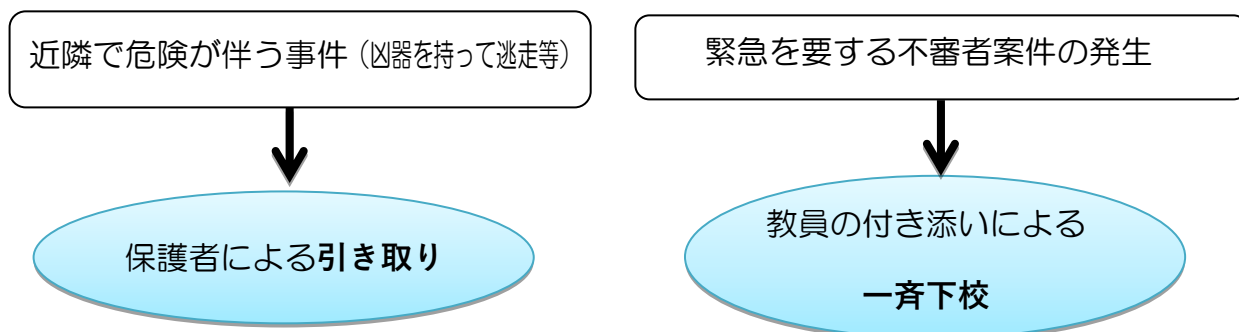 近隣で危険が伴う事件（凶器を持って逃走等）
緊急を要する不審者案件の発生
保護者による引き取り
教員の付き添いによる
一斉下校